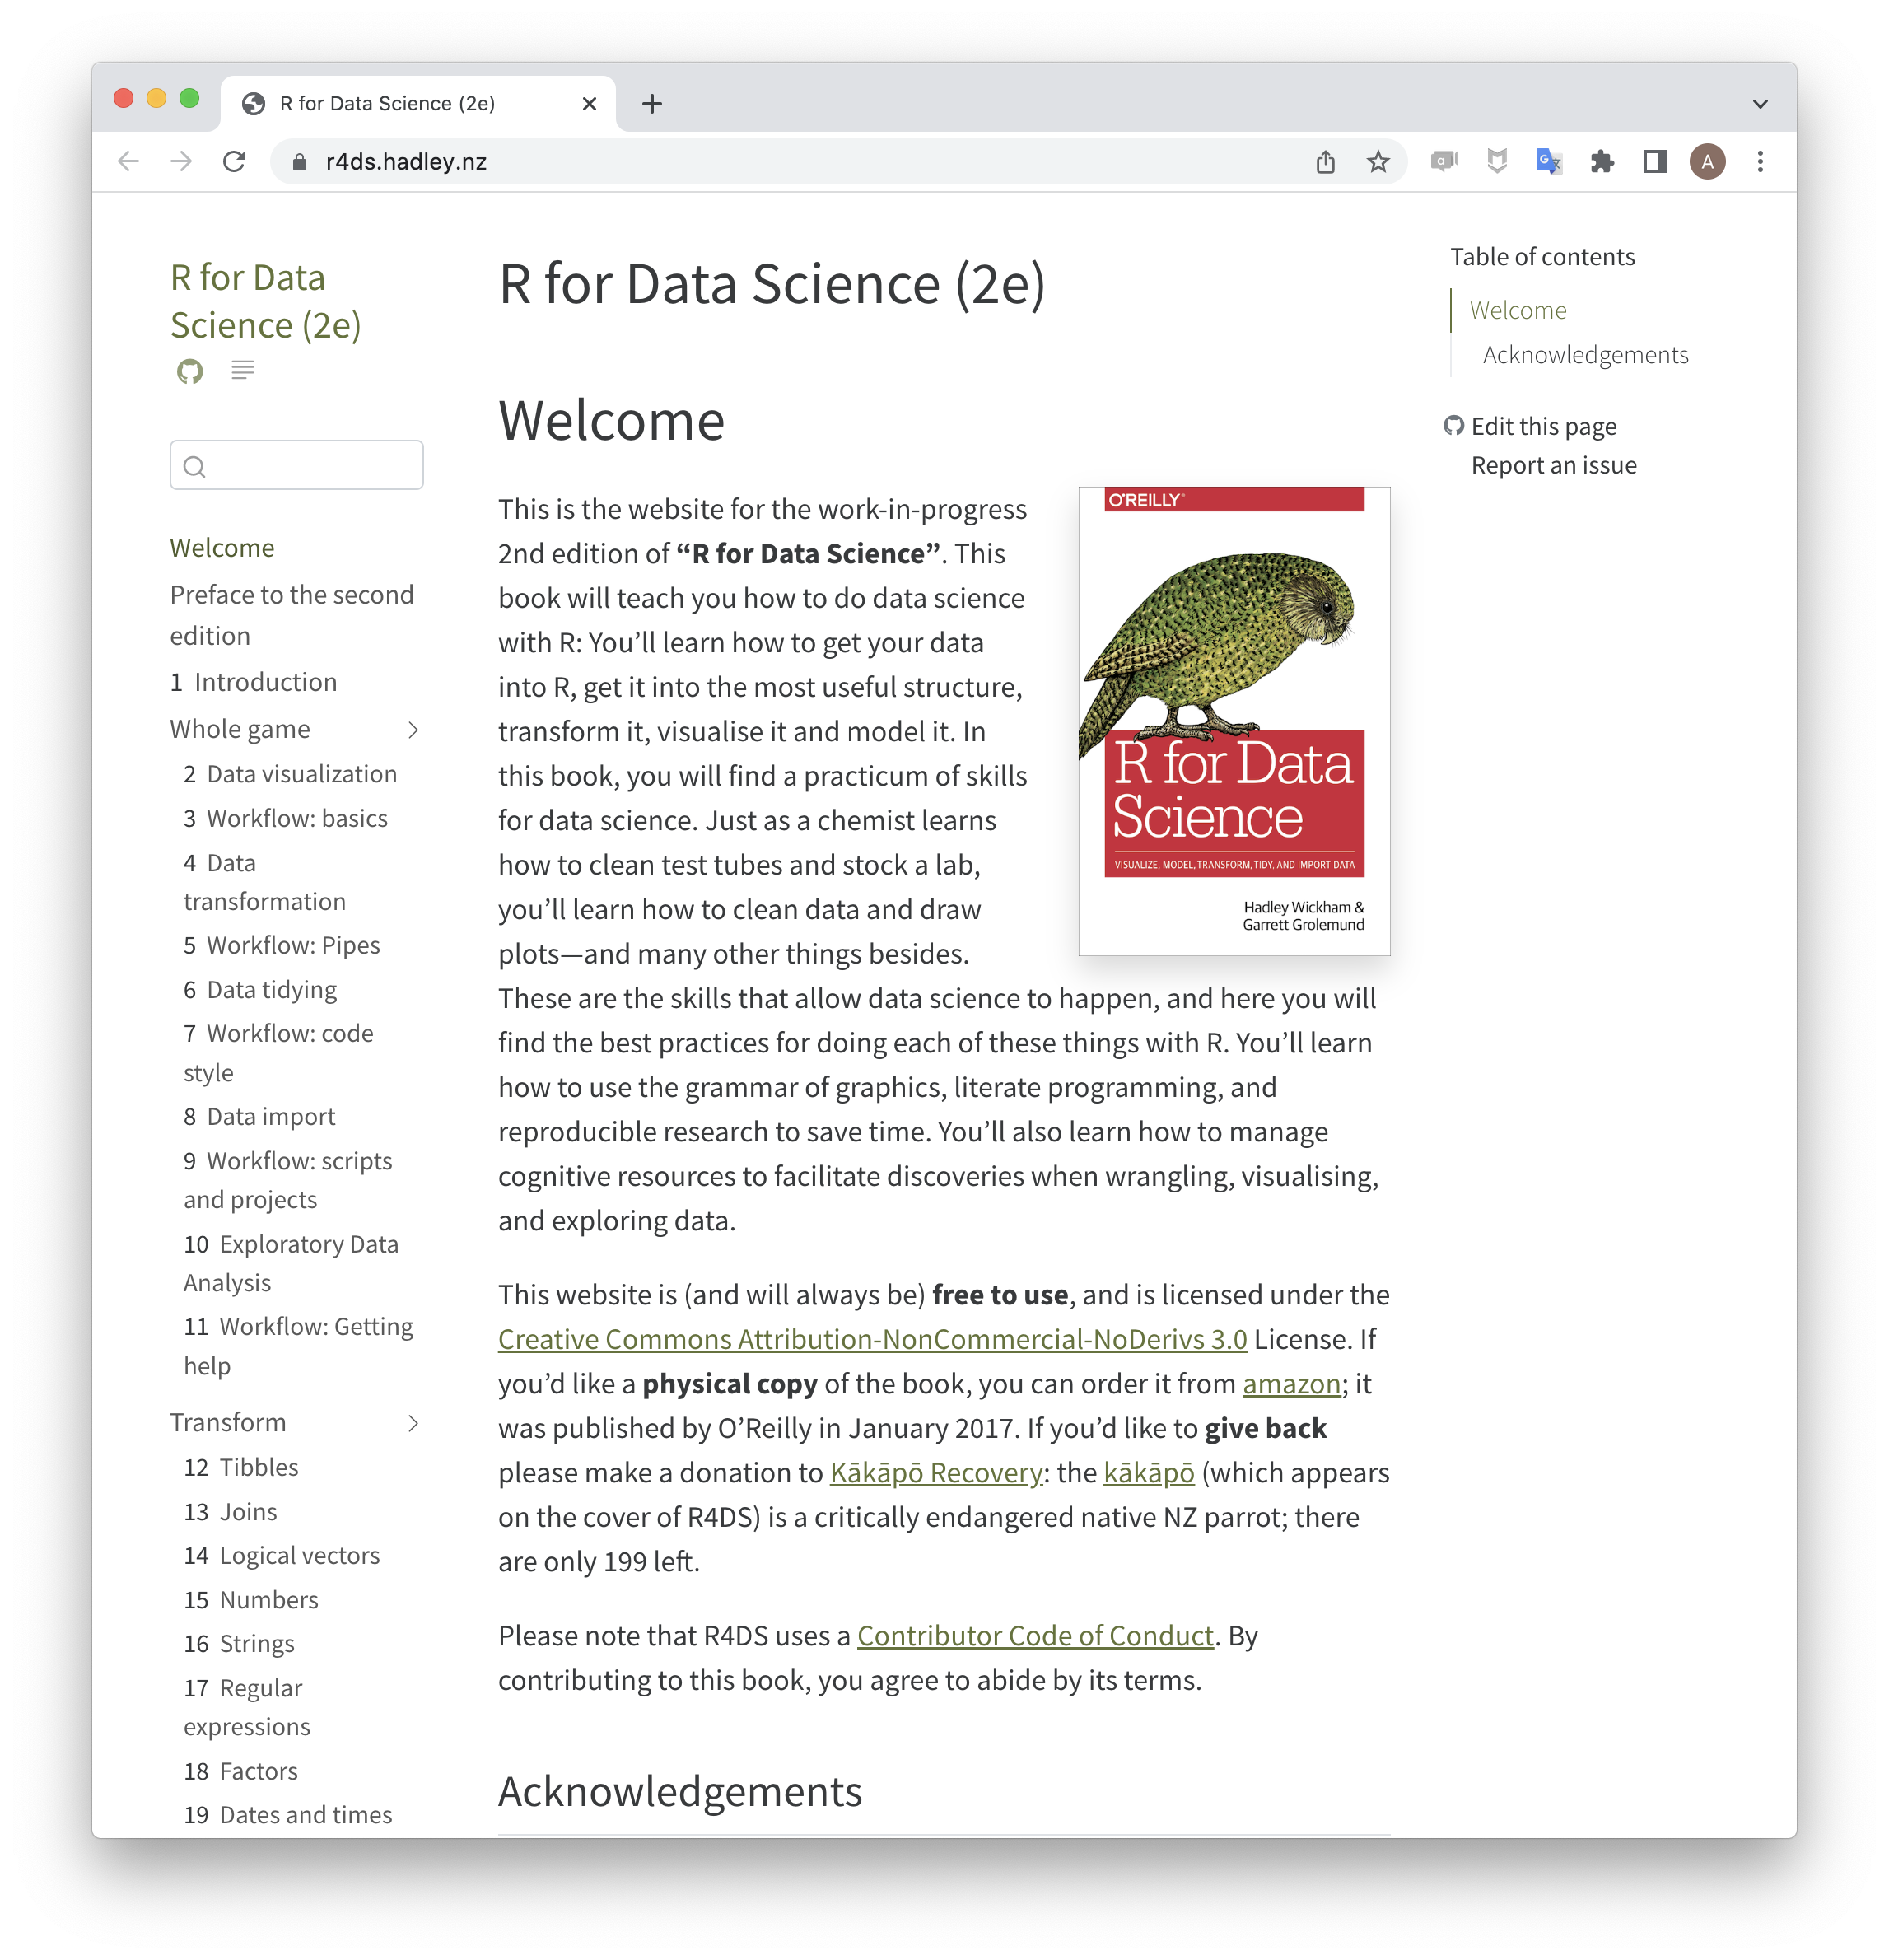 R for Data Science (2e)
r4ds.hadley.nz
A
R for Data
Science (2e)
Welcome
Preface to the second
edition
1 Introduction
Whole game
2 Data visualization
3 Workflow: basics
4 Data
transformation
5 Workflow: Pipes
6 Data tidying
7 Workflow: code
style
8 Data import
9 Workflow: scripts
and projects
10 Exploratory Data
Analysis
11 Workflow: Getting
help
Transform
12 Tibbles
13 Joins
14 Logical vectors
15 Numbers
16 Strings
17 Regular
expressions
18 Factors
19 Dates and times
R for Data Science (2e)
Welcome
This is the website for the work-in-progress
2nd edition of “R for Data Science”. This
book will teach you how to do data science
with R: You’ll learn how to get your data
into R, get it into the most useful structure,
transform it, visualise it and model it. In
this book, you will find a practicum of skills
for data science. Just as a chemist learns
how to clean test tubes and stock a lab,
you’ll learn how to clean data and draw
plots—and many other things besides.
These are the skills that allow data science to happen, and here you will
find the best practices for doing each of these things with R. You’ll learn
how to use the grammar of graphics, literate programming, and
reproducible research to save time. You’ll also learn how to manage
cognitive resources to facilitate discoveries when wrangling, visualising,
and exploring data.
O'REILLY®
R for Data
Science
VISUALIZE, MODEL, TRANSFORM, TIDY, AND IMPORT DATA
Hadley Wickham &
Garrett Grolemund
This website is (and will always be) free to use, and is licensed under the
Creative Commons Attribution-NonCommercial-NoDerivs 3.0 License. If
you’d like a physical copy of the book, you can order it from amazon; it
was published by O’Reilly in January 2017. If you’d like to give back
please make a donation to Kākāpō Recovery: the kākāpō (which appears
on the cover of R4DS) is a critically endangered native NZ parrot; there
are only 199 left.
Please note that R4DS uses a Contributor Code of Conduct. By
contributing to this book, you agree to abide by its terms.
Acknowledgements
Table of contents
Welcome
Acknowledgements
Edit this page
Report an issue